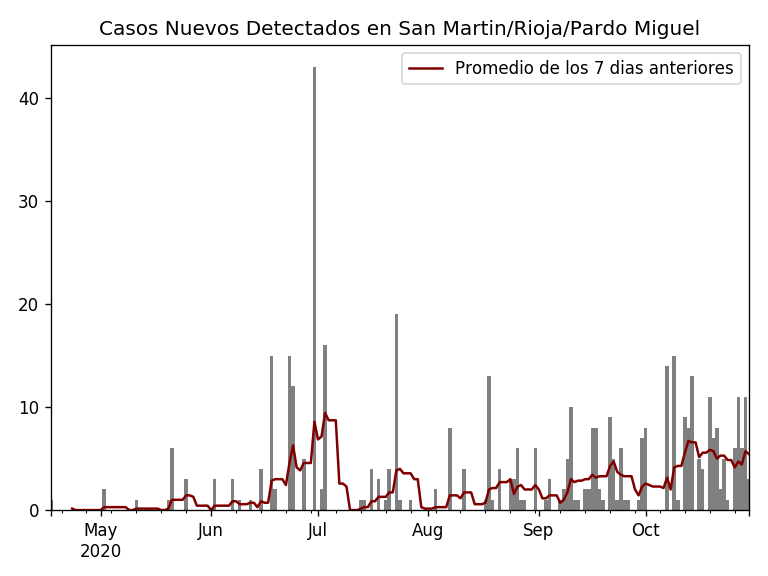 Casos Nuevos Detectados en San Martin/Rioja/Pardo Miguel
Promedio de los 7 dias anteriores
40
30
20
10
0
May Jun Jul Aug Sep Oct
2020